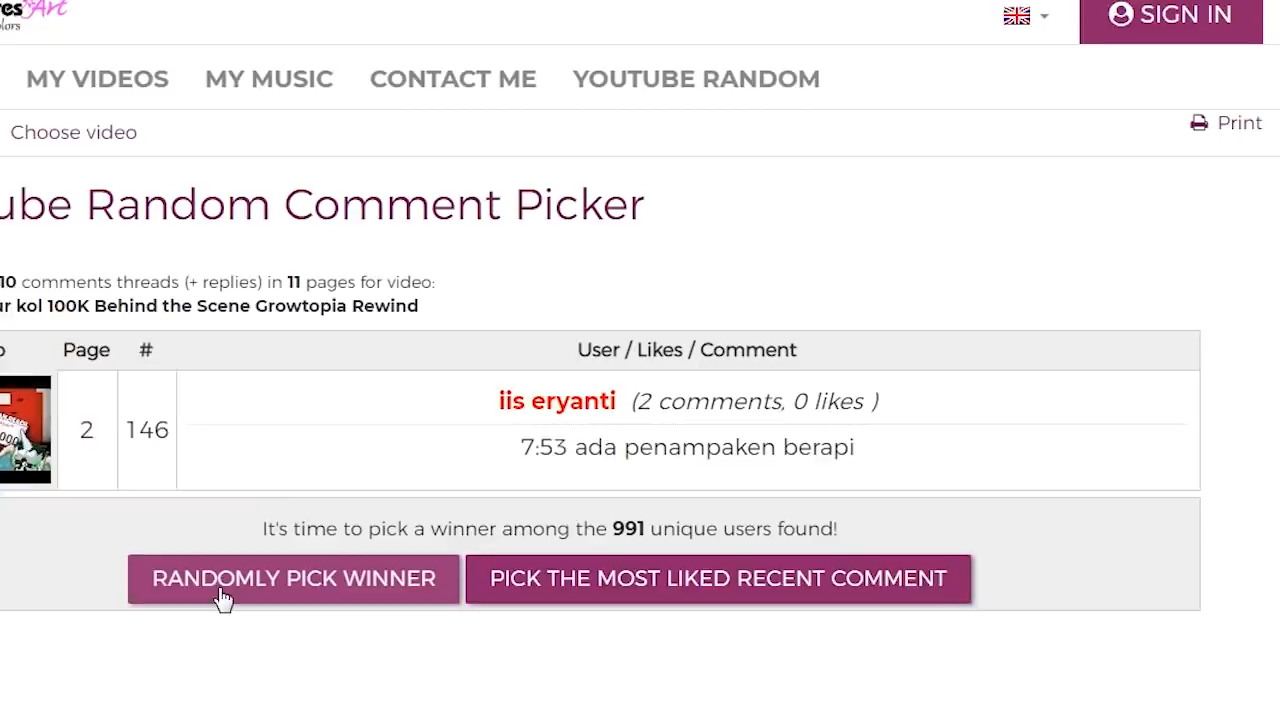 Art
SIGN IN
MY VIDEOS MY MUSIC CONTACT ME YOUTUBE RANDOM
Choose video
Print
ube Random Comment Picker
10 comments threads (+ replies) in 11 pages for video:
ur kol 100K Behind the Scene Growtopia Rewind
Page # User / Likes / Comment
2 146 iis eryanti (2 comments, 0 likes )
7:53 ada penampaken berapi
It's time to pick a winner among the 991 unique users found!
RANDOMLY PICK WINNER PICK THE MOST LIKED RECENT COMMENT